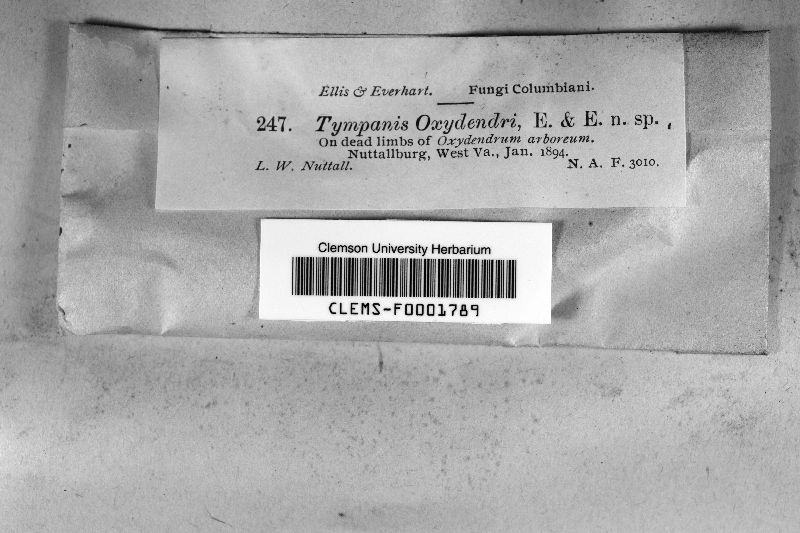 Ellis & Everhart. Fungi Columbiani.
247. Tympanis Oxydendri, E. & E. n. sp.
On dead limbs of Oxydendrum arboreum.
Nuttallburg, West Va., Jan. 1894.
L. W. Nuttall. N. A. F. 3010.
Clemson University Herbarium
CLEMS-F0001789